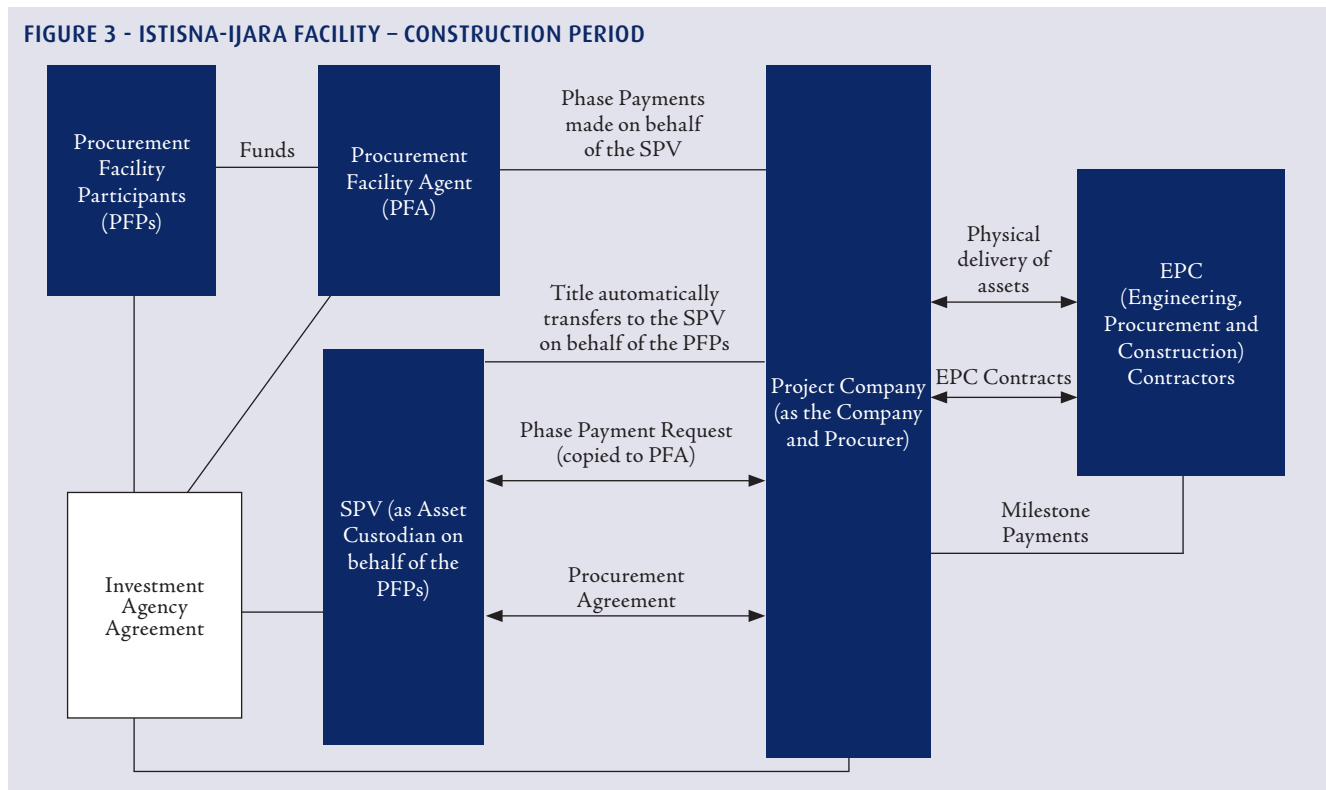 FIGURE 3 - ISTISNA-IJARA FACILITY – CONSTRUCTION PERIOD
Procurement
Facility
Participants
(PFPs)
Funds
Procurement
Facility Agent
(PFA)
Phase Payments
made on behalf
of the SPV
Title automatically
transfers to the SPV
on behalf of the PFPs
Phase Payment Request
(copied to PFA)
Procurement
Agreement
SPV (as Asset
Custodian on
behalf of the
PFPs)
Investment
Agency
Agreement
Project Company
(as the Company
and Procurer)
Physical
delivery of
assets
EPC Contracts
Milestone
Payments
EPC
(Engineering,
Procurement and
Construction)
Contractors